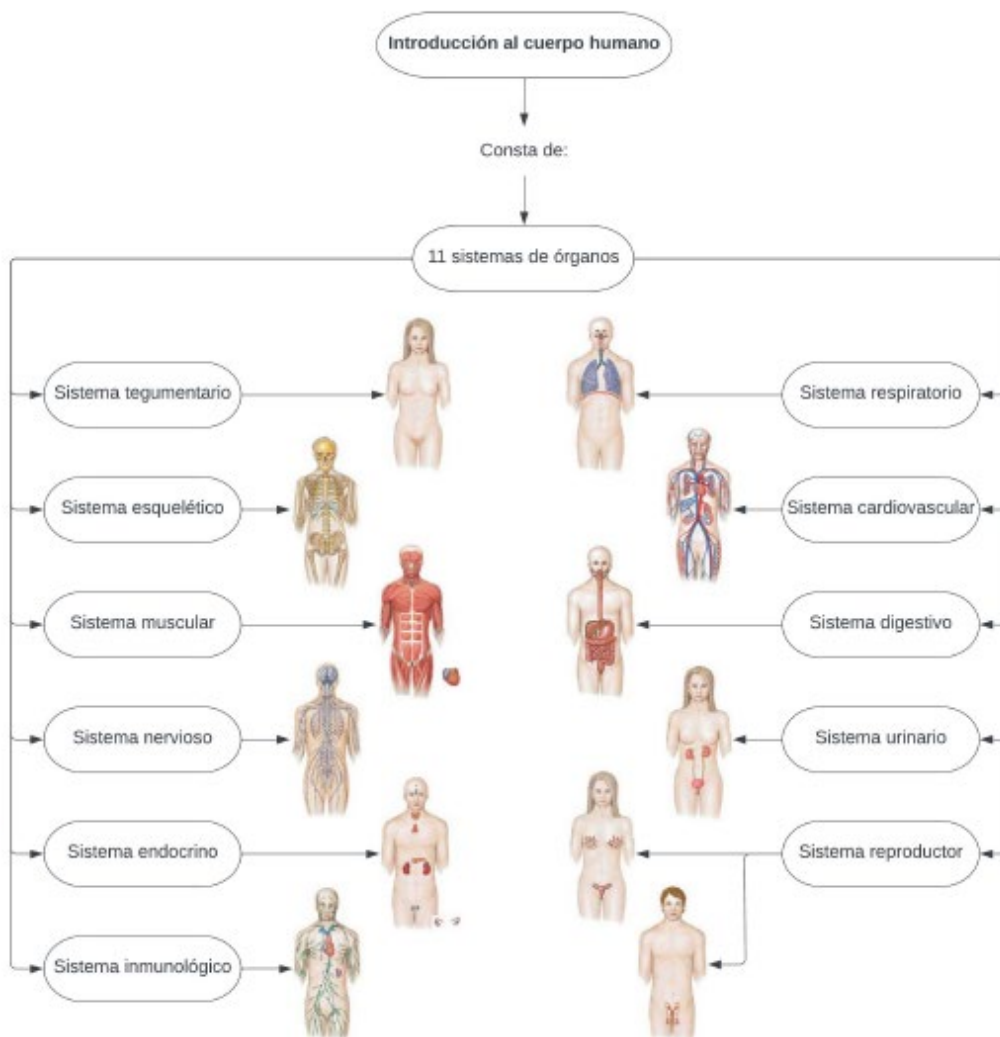 Introducción al cuerpo humano
Consta de:
11 sistemas de órganos
Sistema tegumentario
Sistema respiratorio
Sistema esquelético
Sistema cardiovascular
Sistema muscular
Sistema digestivo
Sistema nervioso
Sistema urinario
Sistema endocrino
Sistema reproductor
Sistema inmunológico